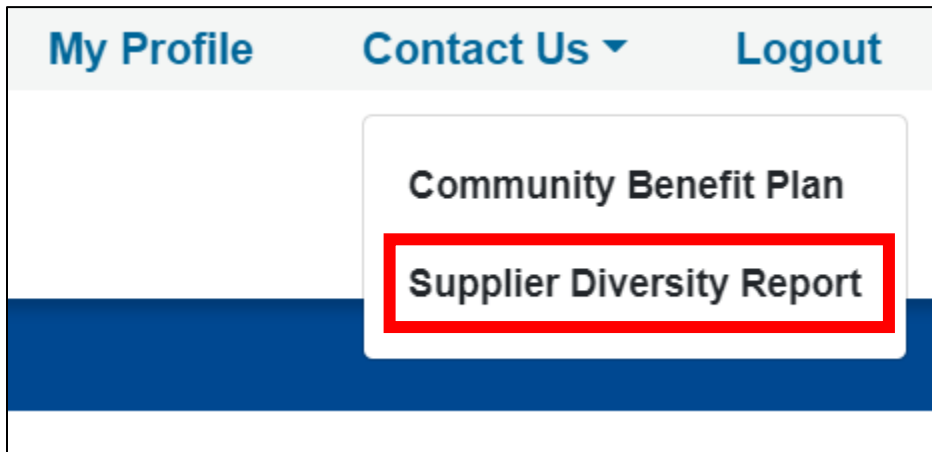 My Profile Contact Us Logout
Community Benefit Plan
Supplier Diversity Report